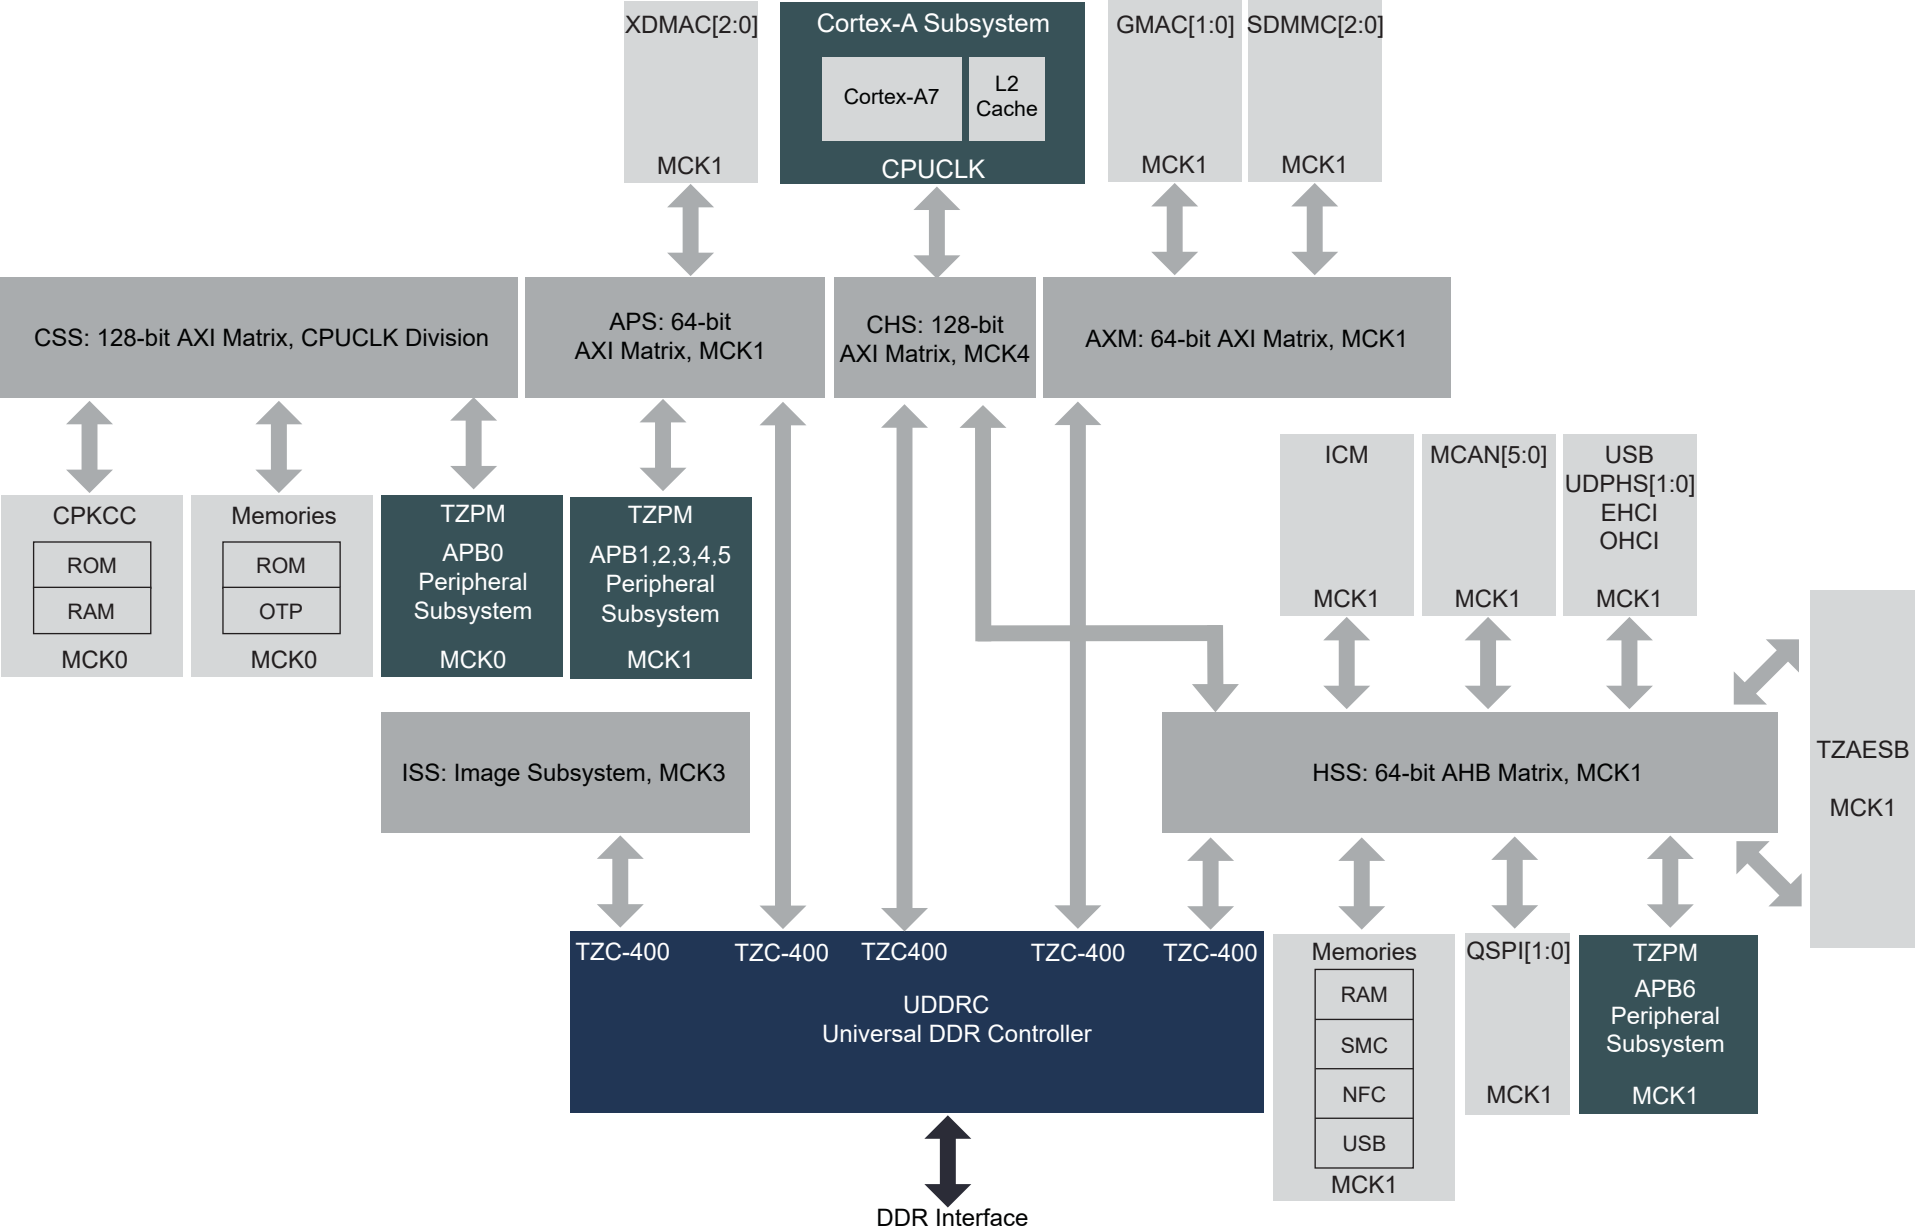 XDMAC[2:0]
MCK1
Cortex-A Subsystem
Cortex-A7
L2
Cache
CPUCLK
GMAC[1:0]
MCK1
SDMMC[2:0]
MCK1
CSS: 128-bit AXI Matrix, CPUCLK Division
APS: 64-bit
AXI Matrix, MCK1
CHS: 128-bit
AXI Matrix, MCK4
AXM: 64-bit AXI Matrix, MCK1
CPKCC
ROM
RAM
MCK0
Memories
ROM
OTP
MCK0
TZPM
APB0
Peripheral
Subsystem
MCK0
TZPM
APB1,2,3,4,5
Peripheral
Subsystem
MCK1
ICM
MCK1
MCAN[5:0]
MCK1
USB
UDPHS[1:0]
EHCI
OHCI
MCK1
ISS: Image Subsystem, MCK3
HSS: 64-bit AHB Matrix, MCK1
TZAESB
MCK1
TZC-400
TZC-400
TZC400
TZC-400
TZC-400
UDDRC
Universal DDR Controller
Memories
RAM
SMC
NFC
USB
MCK1
QSPI[1:0]
MCK1
TZPM
APB6
Peripheral
Subsystem
MCK1
DDR Interface